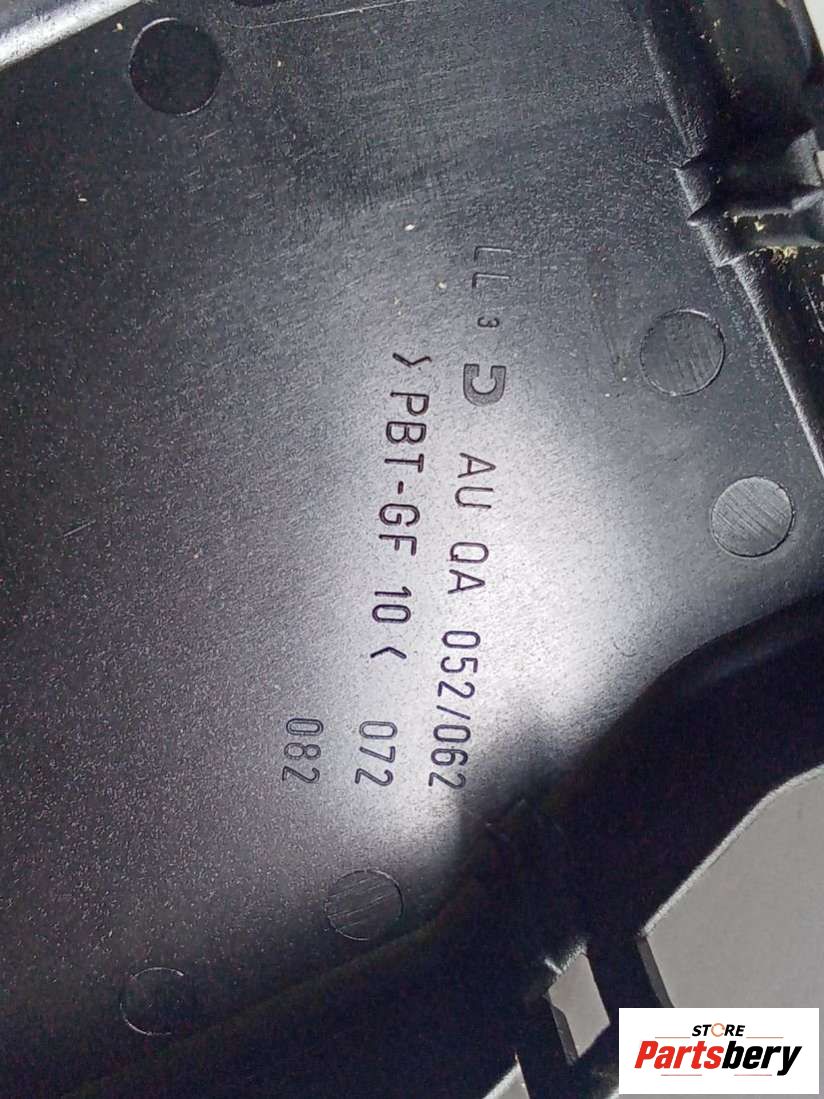 LL 3 D AU QA 052/062
>PBT-GF 10< 072
082
STORE
Partsbery